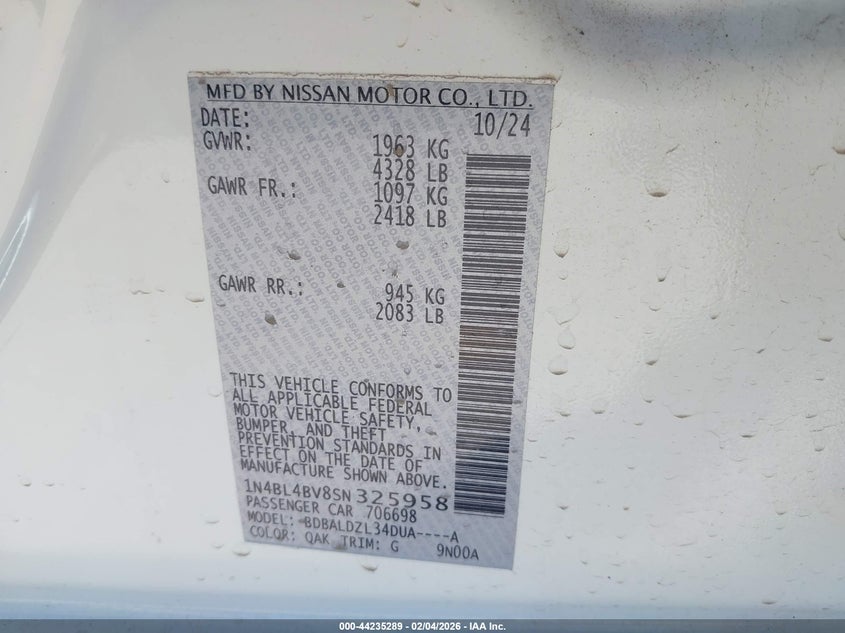 MFD BY NISSAN MOTOR CO., LTD.
DATE: 10/24
GVWR: 1963 KG
4328 LB
GAWR FR.: 1097 KG
2418 LB
GAWR RR.: 945 KG
2083 LB
THIS VEHICLE CONFORMS TO
ALL APPLICABLE FEDERAL
MOTOR VEHICLE SAFETY,
BUMPER, AND THEFT
PREVENTION STANDARDS IN
EFFECT ON THE DATE OF
MANUFACTURE SHOWN ABOVE.
1N4BL4BV8SN325958
PASSENGER CAR 706698
MODEL: BDBALDZL34DUA----A
COLOR: QAK TRIM: G 9N00A
000-44235289 - 02/04/2026 - IAA Inc.